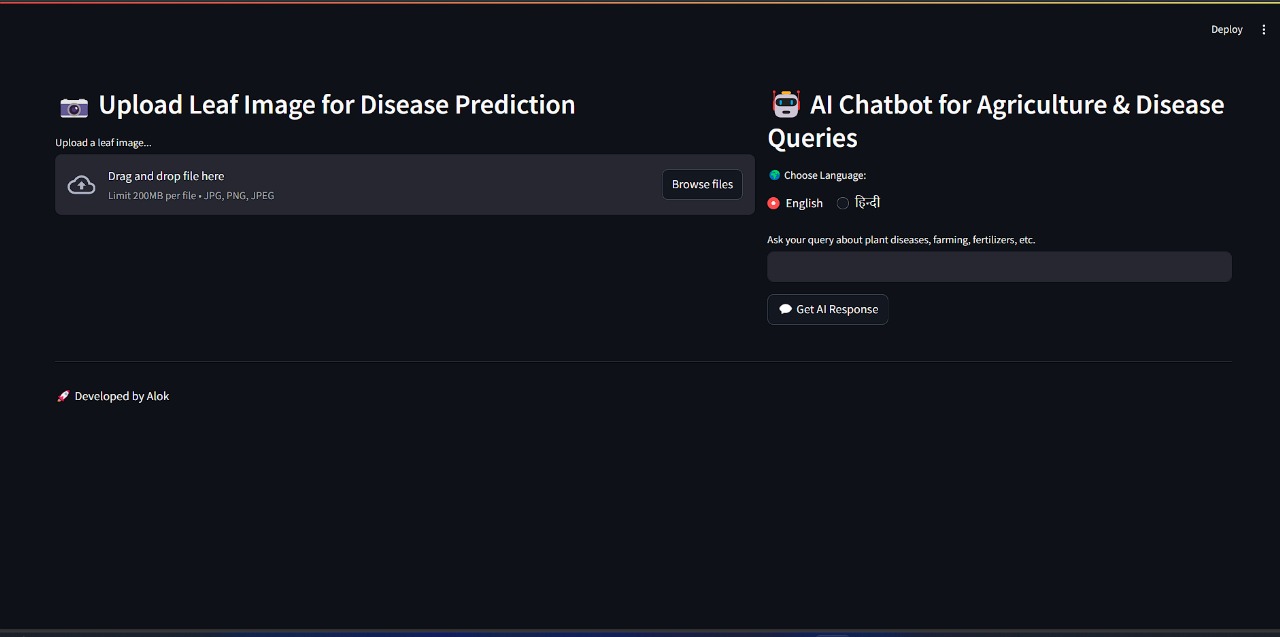 Deploy
Upload Leaf Image for Disease Prediction
Upload a leaf image...
Drag and drop file here
Limit 200MB per file • JPG, PNG, JPEG
Browse files
AI Chatbot for Agriculture & Disease
Queries
Choose Language:
English
हिन्दी
Ask your query about plant diseases, farming, fertilizers, etc.
Get AI Response
Developed by Alok